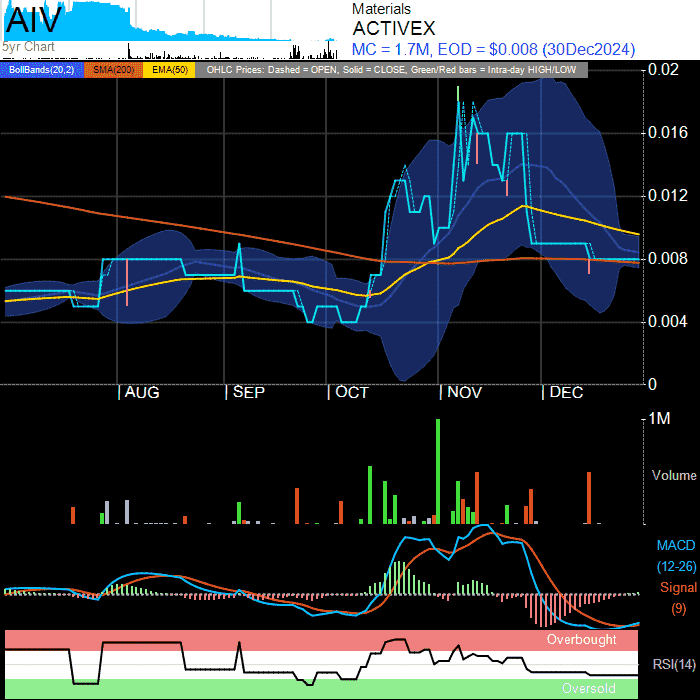 AIV
5yr Chart
Materials
ACTIVEX
MC = 1.7M, EOD = $0.008 (30Dec2024)
BollBands(20,2) SMA(200) EMA(50) OHLC Prices: Dashed = OPEN, Solid = CLOSE, Green/Red bars = Intra-day HIGH/LOW
0.02
0.016
0.012
0.008
0.004
0
AUG SEP OCT NOV DEC
1M
Volume
MACD
(12-26)
Signal
(9)
Overbought
RSI(14)
Oversold